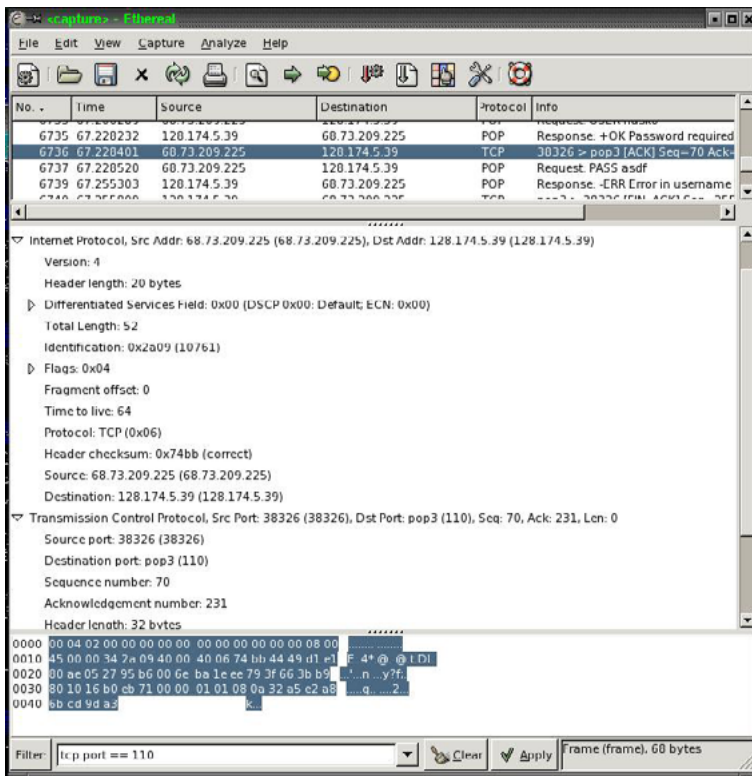 <capture> - Ethereal
File Edit View Capture Analyze Help
No. . Time Source Destination Protocol Info
6735 67.220232 128.174.5.39 68.73.209.225 POP Response. +OK Password required
6736 67.220401 68.73.209.225 128.174.5.39 TCP 38326 > pop3 [ACK] Seq=70 Ack=
6737 67.228520 68.73.209.225 128.174.5.39 POP Request. PASS asdf
6739 67.255303 128.174.5.39 68.73.209.225 POP Response. -ERR Error in username
Internet Protocol, Src Addr: 68.73.209.225 (68.73.209.225), Dst Addr: 128.174.5.39 (128.174.5.39)
Version: 4
Header length: 20 bytes
Differentiated Services Field: 0x00 (DSCP 0x00: Default; ECN: 0x00)
Total Length: 52
Identification: 0x2a09 (10761)
Flags: 0x04
Fragment offset: 0
Time to live: 64
Protocol: TCP (0x06)
Header checksum: 0x74bb (correct)
Source: 68.73.209.225 (68.73.209.225)
Destination: 128.174.5.39 (128.174.5.39)
Transmission Control Protocol, Src Port: 38326 (38326), Dst Port: pop3 (110), Seq: 70, Ack: 231, Len: 0
Source port: 38326 (38326)
Destination port: pop3 (110)
Sequence number: 70
Acknowledgement number: 231
Header length: 32 bytes
0000 00 04 02 00 00 00 00 00 00 00 00 00 00 00 08 00
0010 45 00 00 34 2a 09 40 00 40 06 74 bb 44 49 d1 e1
0020 80 ae 05 27 95 b6 00 6e ba 1e ee 79 3f 66 3b b9
0030 80 10 16 b0 cb 71 00 00 01 01 08 0a 32 a5 e2 a8
0040 6b cd 9d a3 k...
Filter: tcp port == 110 Clear Apply Frame (frame), 68 bytes